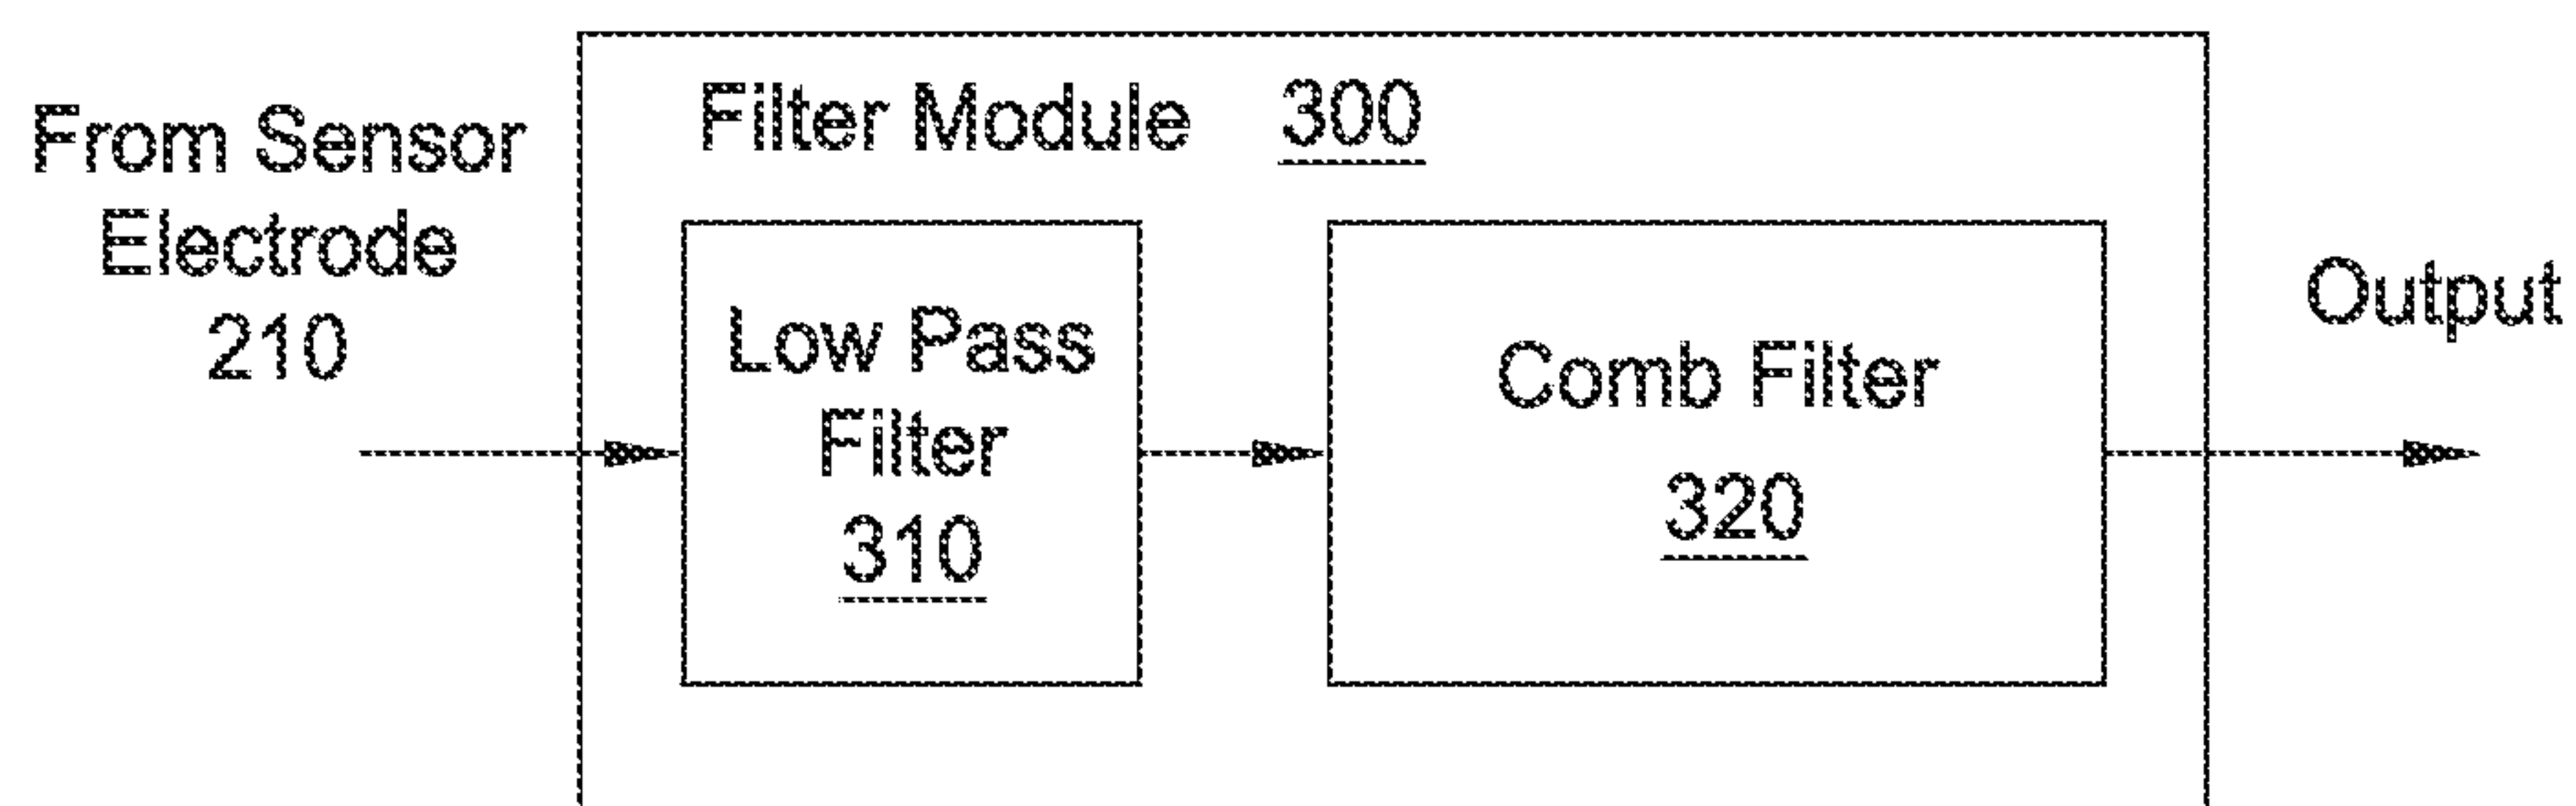 From Sensor
Electrode
210
Filter Module 300
Low Pass
Filter
310
Comb Filter
320
Output